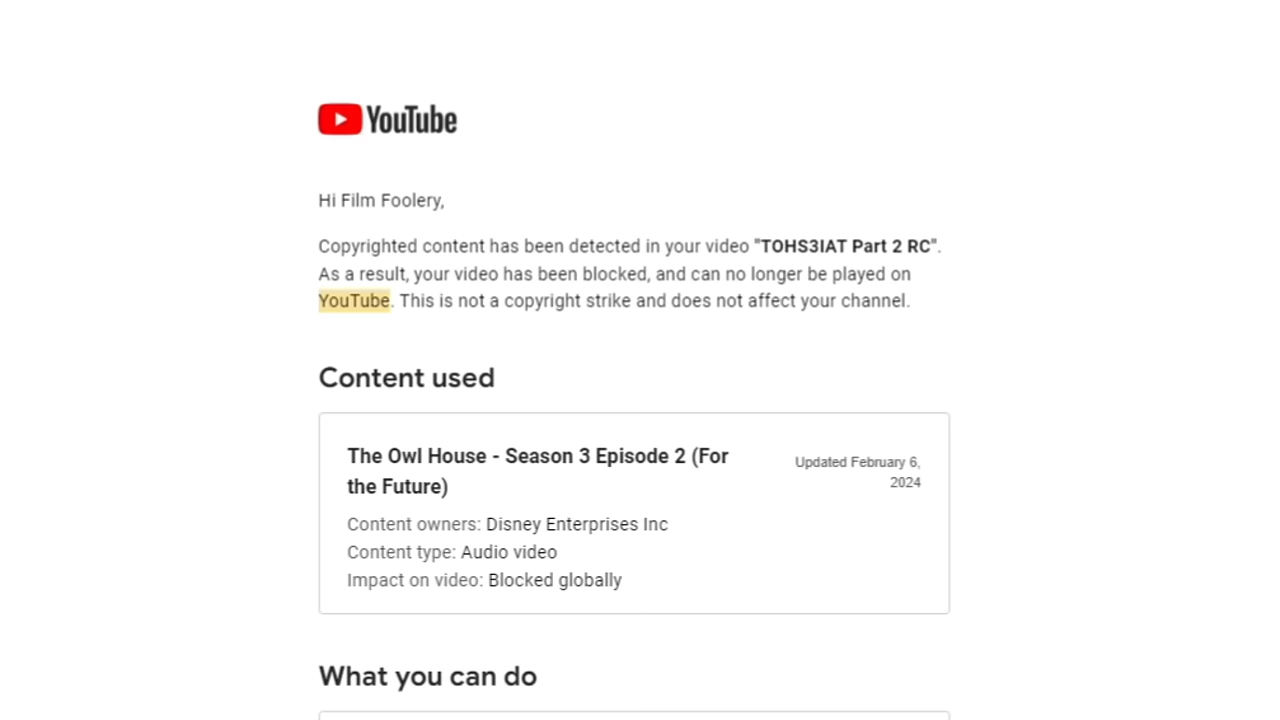 YouTube
Hi Film Foolery,
Copyrighted content has been detected in your video "TOHS3IAT Part 2 RC".
As a result, your video has been blocked, and can no longer be played on
YouTube. This is not a copyright strike and does not affect your channel.
Content used
The Owl House - Season 3 Episode 2 (For
the Future)
Updated February 6,
2024
Content owners: Disney Enterprises Inc
Content type: Audio video
Impact on video: Blocked globally
What you can do